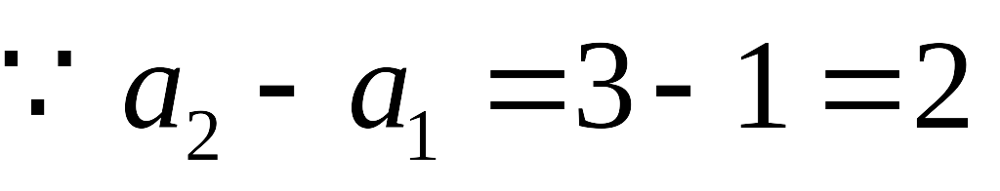 ∵ a₂ - a₁ =3- 1=2